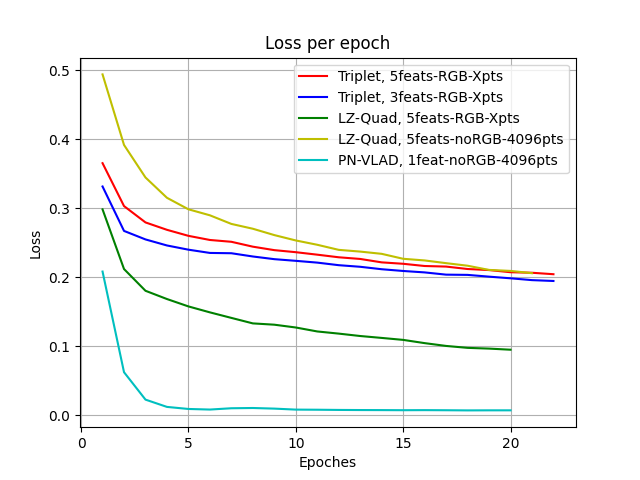 Loss per epoch
Triplet, 5feats-RGB-Xpts
Triplet, 3feats-RGB-Xpts
LZ-Quad, 5feats-RGB-Xpts
LZ-Quad, 5feats-noRGB-4096pts
PN-VLAD, 1feat-noRGB-4096pts
Loss
0.5
0.4
0.3
0.2
0.1
0.0
0 5 10 15 20
Epoches